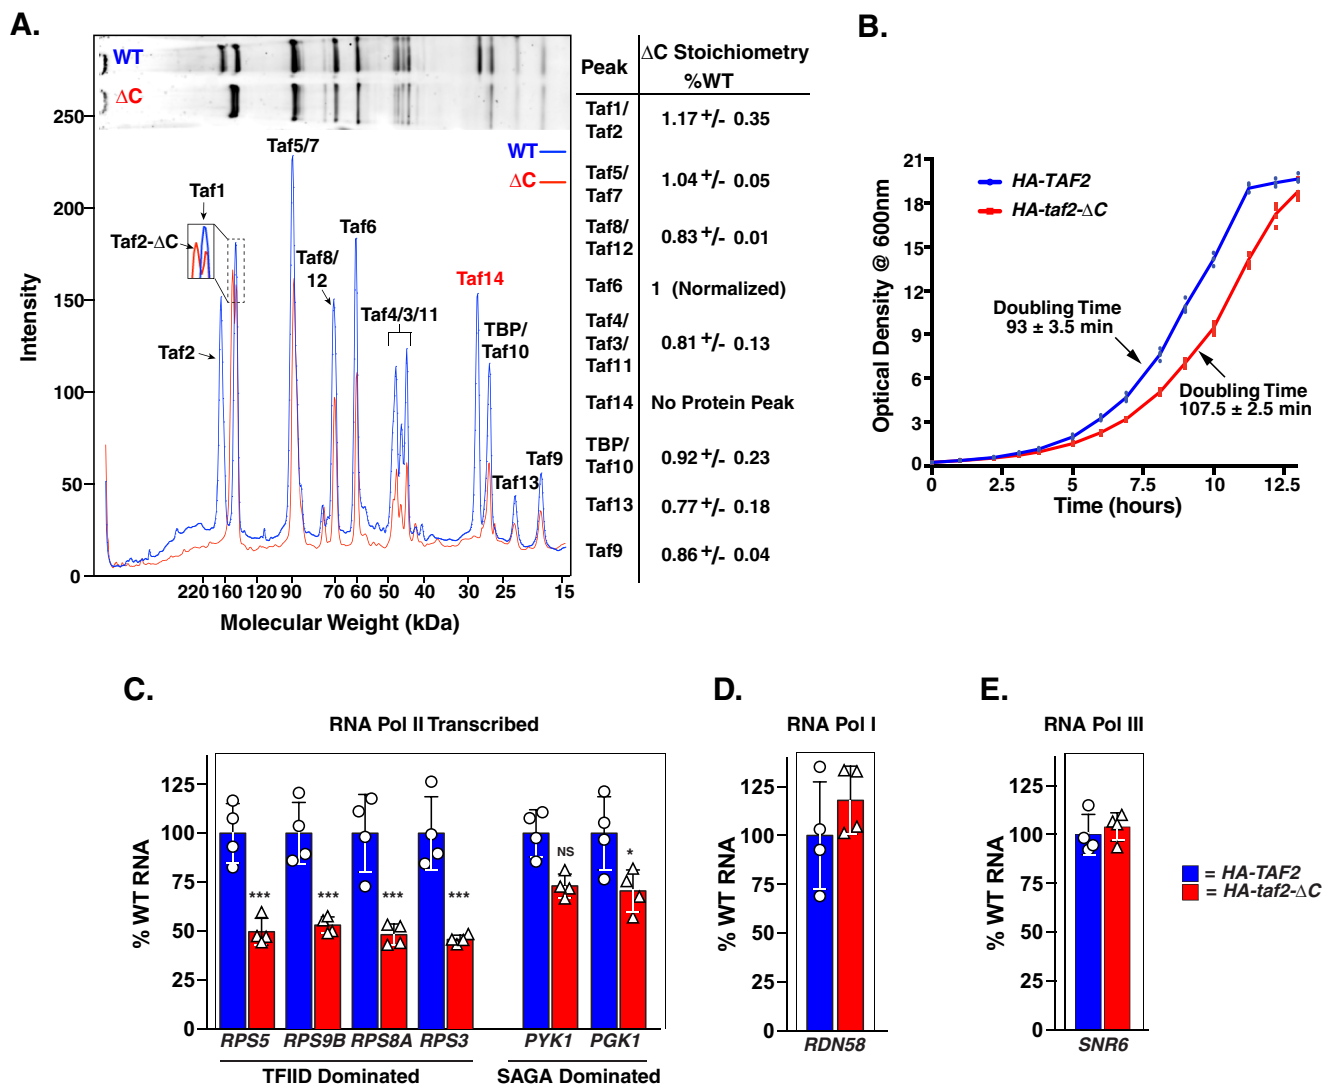 A.
WT
ΔC
250
200
150
100
50
0
Intensity
WT
ΔC
Taf5/7
Taf1
Taf2-ΔC
Taf2
Taf8/
12
Taf6
Taf4/3/11
Taf14
TBP/
Taf10
Taf13
Taf9
220 160 120 90 70 60 50 40 30 25 15
Molecular Weight (kDa)
Peak
ΔC Stoichiometry
%WT
Taf1/
Taf2
1.17 +/- 0.35
Taf5/
Taf7
1.04 +/- 0.05
Taf8/
Taf12
0.83 +/- 0.01
Taf6
1 (Normalized)
Taf4/
Taf3/
Taf11
0.81 +/- 0.13
Taf14
No Protein Peak
TBP/
Taf10
0.92 +/- 0.23
Taf13
0.77 +/- 0.18
Taf9
0.86 +/- 0.04
B.
21
18
15
12
9
6
3
0
Optical Density @ 600nm
HA-TAF2
HA-taf2-ΔC
Doubling Time
93 ± 3.5 min
Doubling Time
107.5 ± 2.5 min
0 2.5 5 7.5 10 12.5
Time (hours)
C.
RNA Pol II Transcribed
125
100
75
50
25
0
% WT RNA
***
***
***
***
NS
*
RPS5 RPS9B RPS8A RPS3 PYK1 PGK1
TFIID Dominated
SAGA Dominated
D.
RNA Pol I
125
100
75
50
25
0
% WT RNA
RDN58
E.
RNA Pol III
125
100
75
50
25
0
% WT RNA
SNR6
= HA-TAF2
= HA-taf2-ΔC